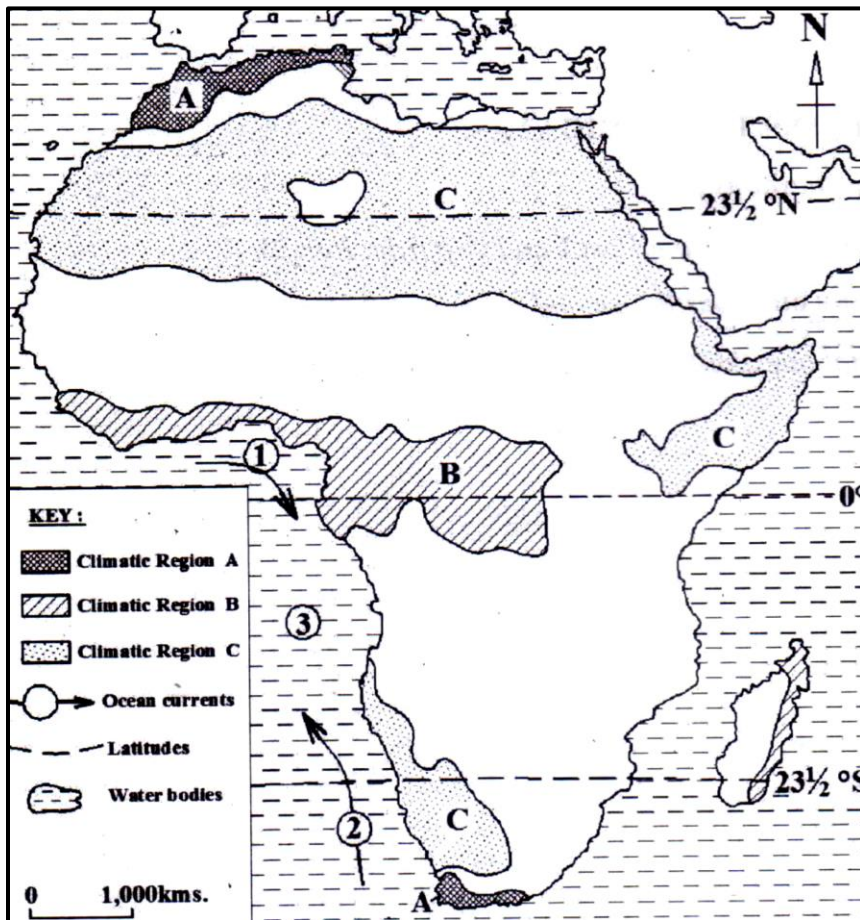 N
A
C
23½ °N
C
1
B
0°
KEY :
Climatic Region A
Climatic Region B
3
Climatic Region C
Ocean currents
Latitudes
23½ °S
Water bodies
2
C
0 1,000kms.
A